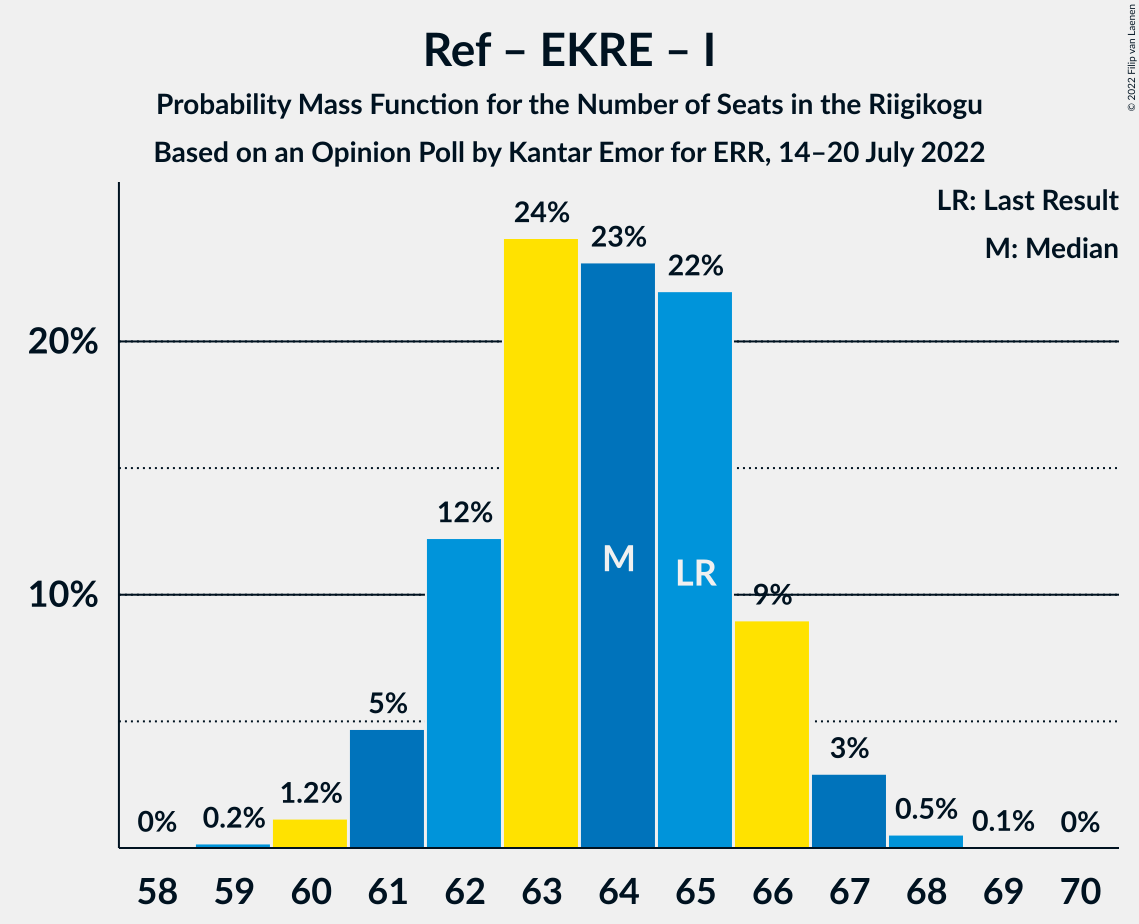 Ref – EKRE – I
Probability Mass Function for the Number of Seats in the Riigikogu
Based on an Opinion Poll by Kantar Emor for ERR, 14–20 July 2022
© 2022 Filip van Laenen
LR: Last Result
M: Median
24%
23%
22%
20%
12%
M
LR
10%
9%
5%
3%
0%
0.2%
1.2%
0.5%
0.1%
0%
58 59 60 61 62 63 64 65 66 67 68 69 70